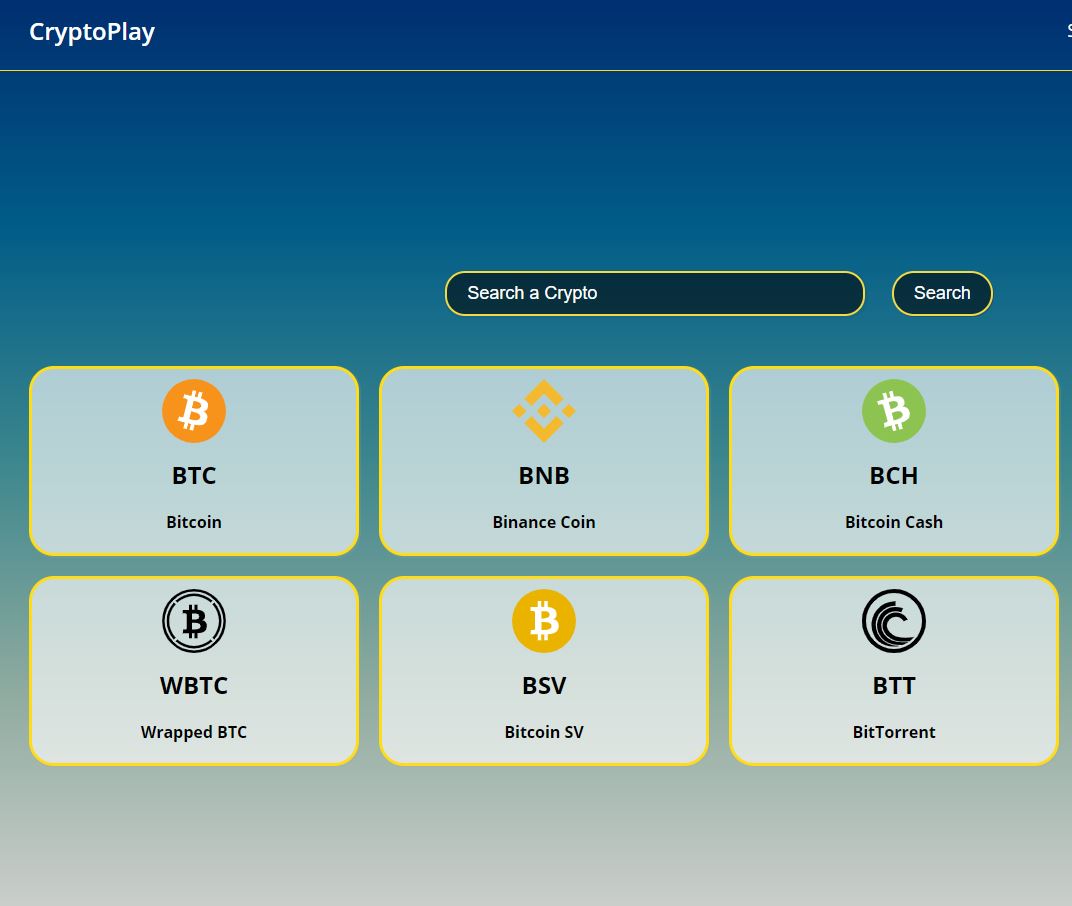 CryptoPlay
Search a Crypto
Search
BTC
Bitcoin
BNB
Binance Coin
BCH
Bitcoin Cash
WBTC
Wrapped BTC
BSV
Bitcoin SV
BTT
BitTorrent